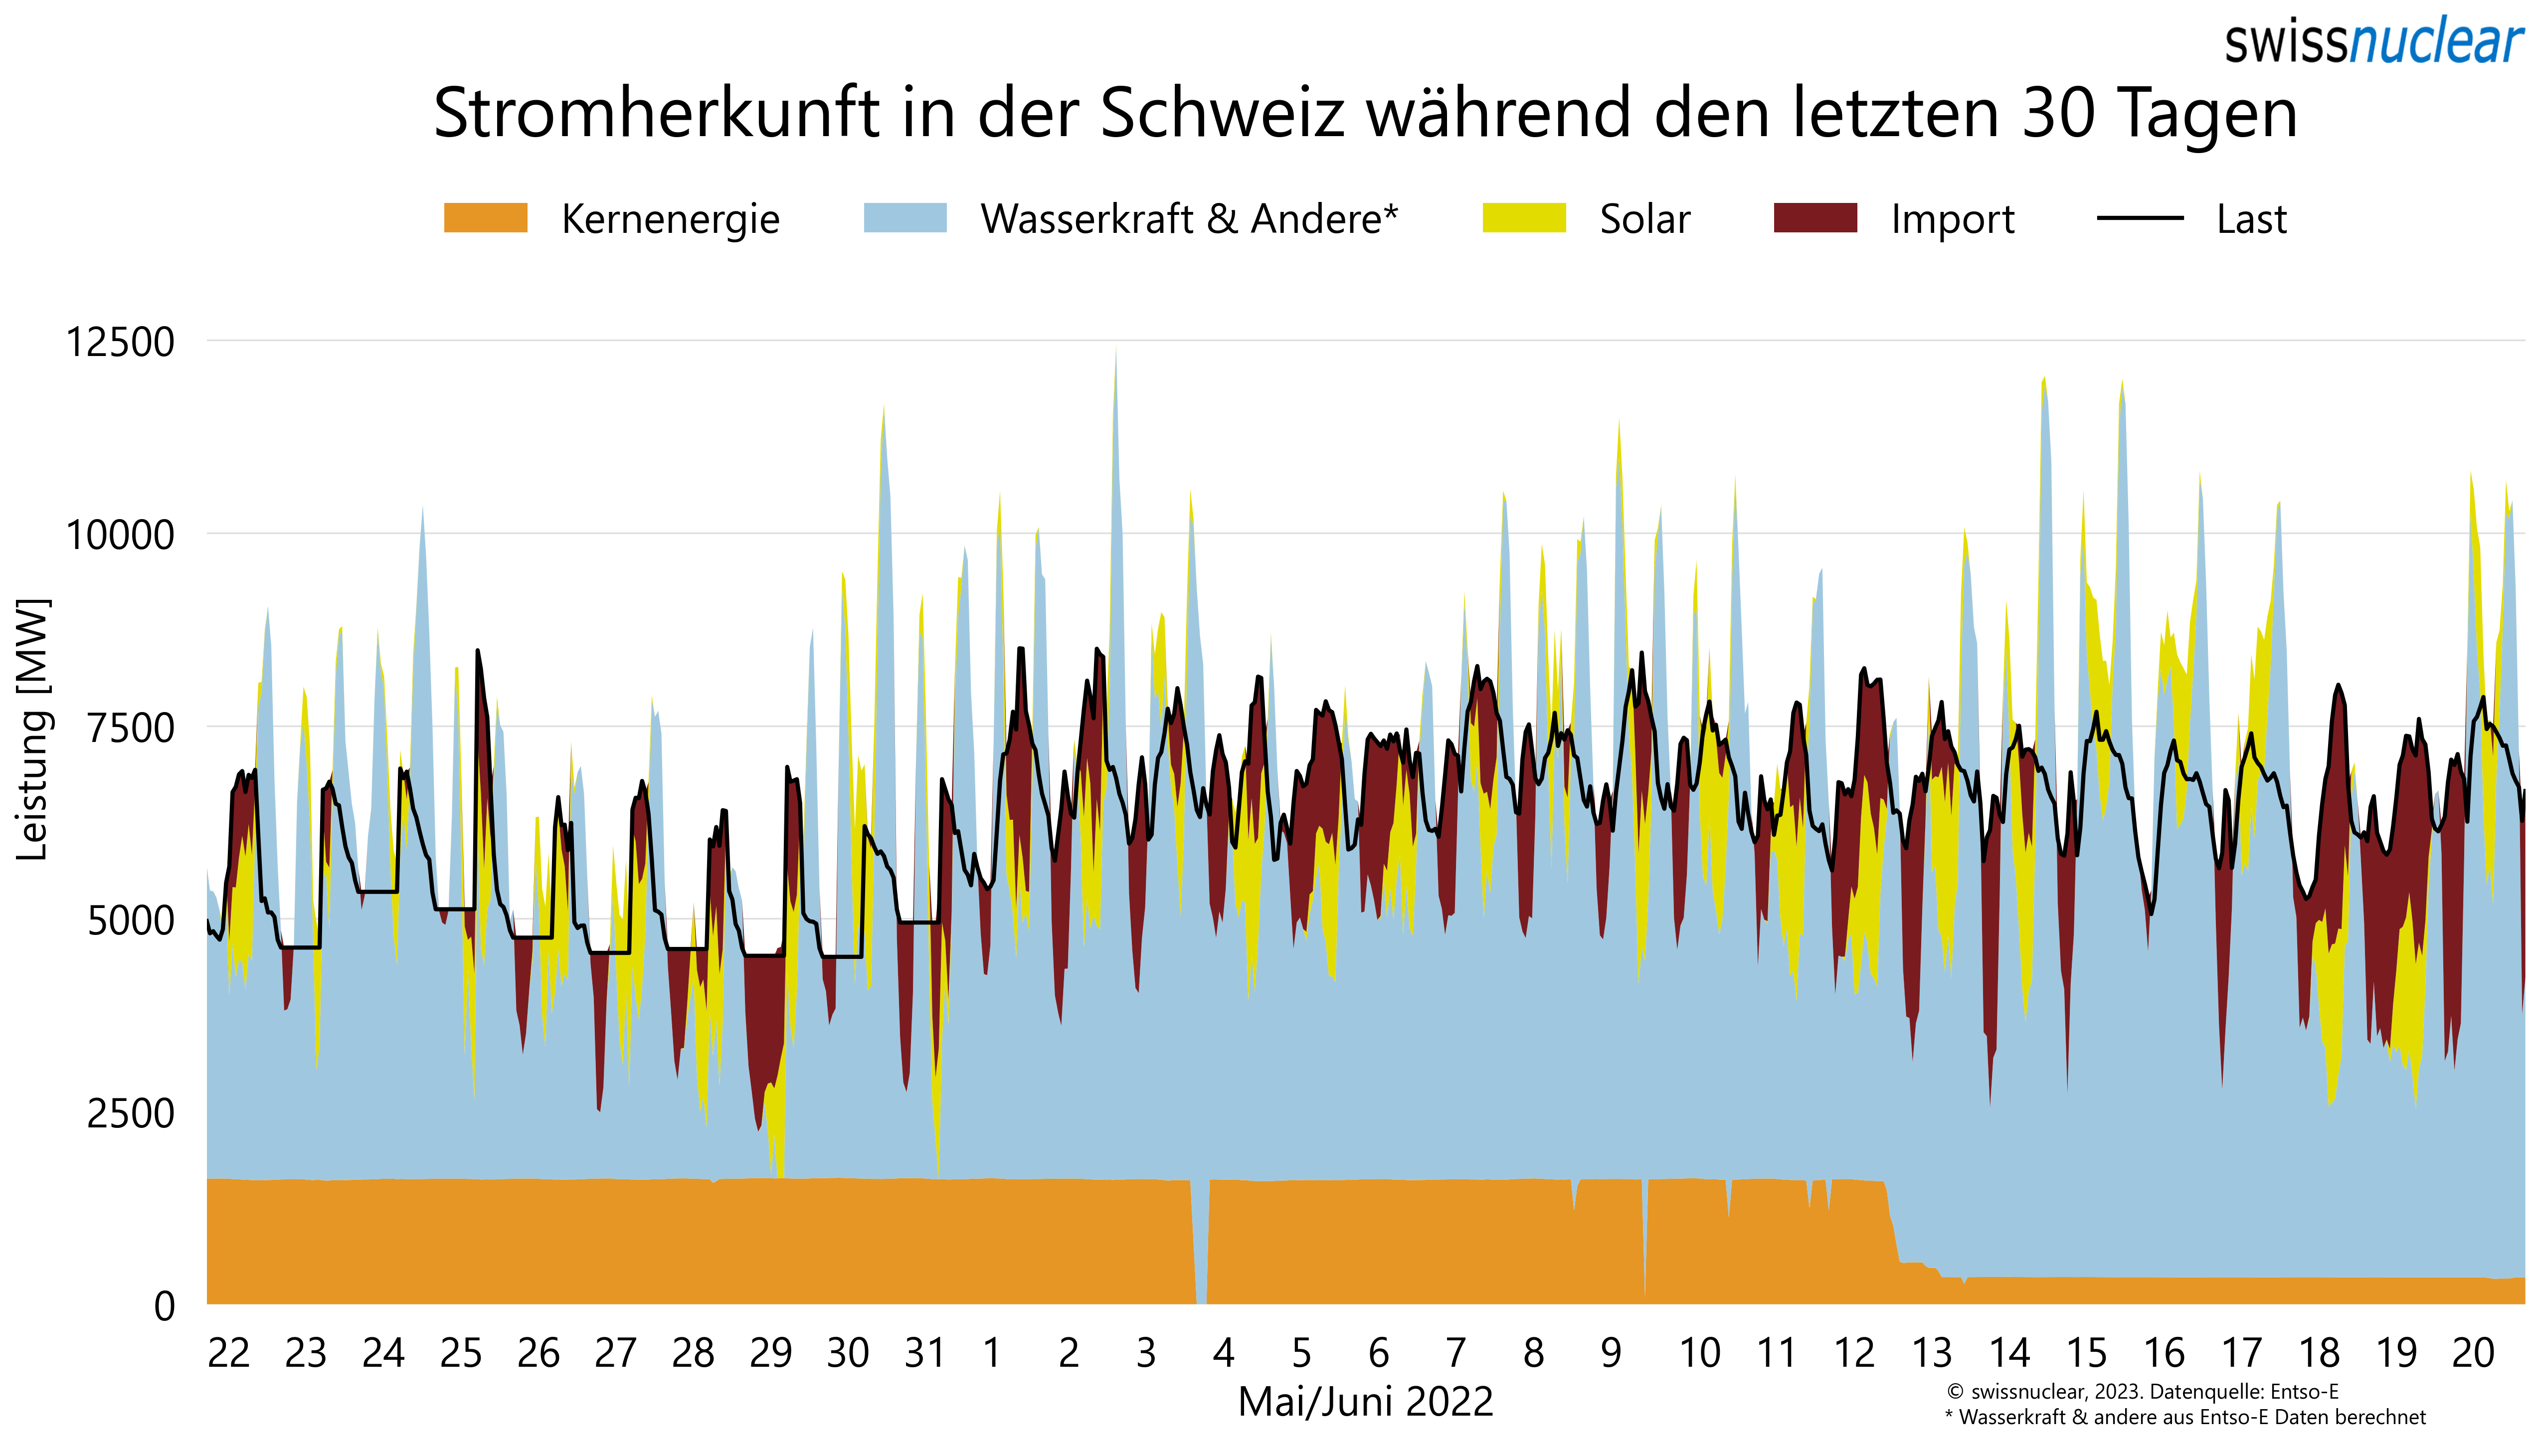 swissnuclear
Stromherkunft in der Schweiz während den letzten 30 Tagen
Kernenergie Wasserkraft & Andere* Solar Import Last
12500
10000
7500
5000
2500
0
Leistung [MW]
22 23 24 25 26 27 28 29 30 31 1 2 3 4 5 6 7 8 9 10 11 12 13 14 15 16 17 18 19 20
Mai/Juni 2022
© swissnuclear, 2023. Datenquelle: Entso-E
* Wasserkraft & andere aus Entso-E Daten berechnet